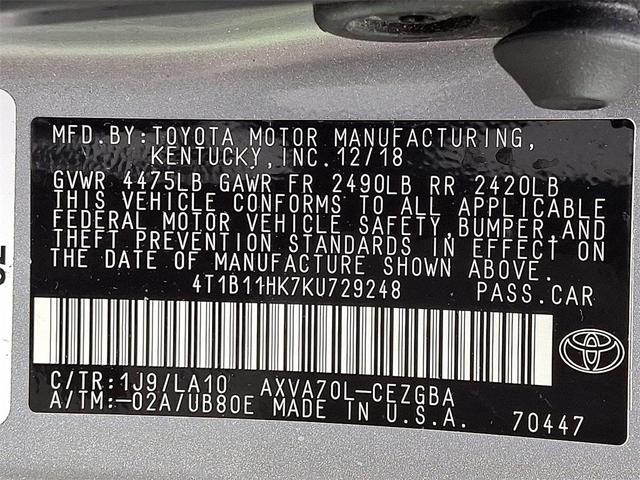 MFD.BY:TOYOTA MOTOR MANUFACTURING,
KENTUCKY,INC.12/18
GVWR 4475LB GAWR FR 2490LB RR 2420LB
THIS VEHICLE CONFORMS TO ALL APPLICABLE
FEDERAL MOTOR VEHICLE SAFETY,BUMPER,AND
THEFT PREVENTION STANDARDS IN EFFECT ON
THE DATE OF MANUFACTURE SHOWN ABOVE.
4T1B11HK7KU729248 PASS.CAR
C/TR:1J9/LA10 AXVA70L-CEZGBA
A/TM:-02A/UB80E MADE IN U.S.A. 70447